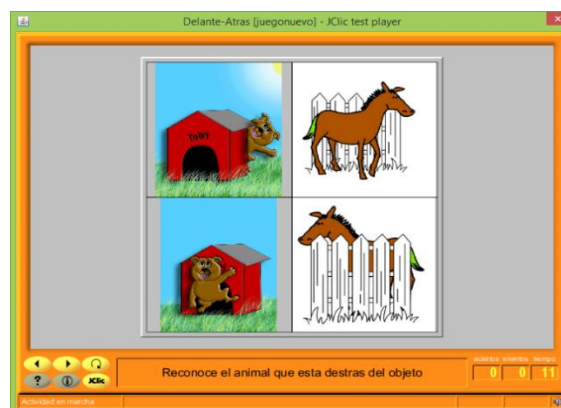 Delante-Atras [juegonuevo] - JClic test player
Toby
Reconoce el animal que esta destras del objeto
aciertos intentos tiempo
0 0 11
? JClic
Actividad en marcha